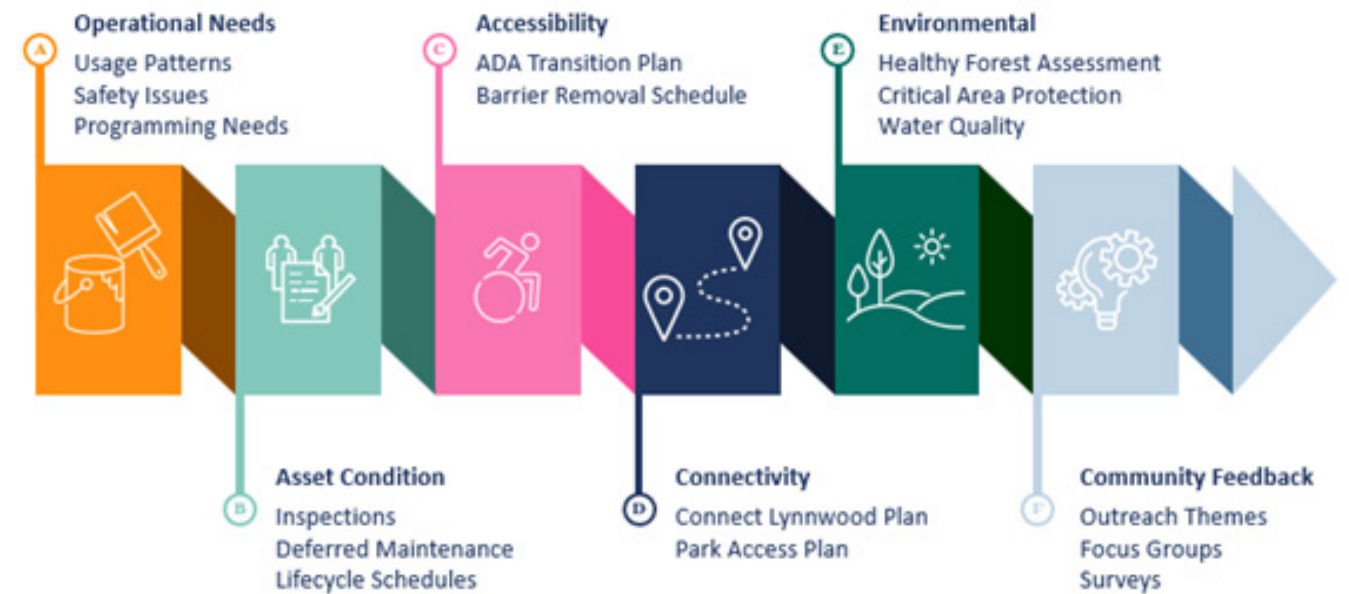 A
Operational Needs
Usage Patterns
Safety Issues
Programming Needs
B
Asset Condition
Inspections
Deferred Maintenance
Lifecycle Schedules
C
Accessibility
ADA Transition Plan
Barrier Removal Schedule
D
Connectivity
Connect Lynnwood Plan
Park Access Plan
E
Environmental
Healthy Forest Assessment
Critical Area Protection
Water Quality
F
Community Feedback
Outreach Themes
Focus Groups
Surveys